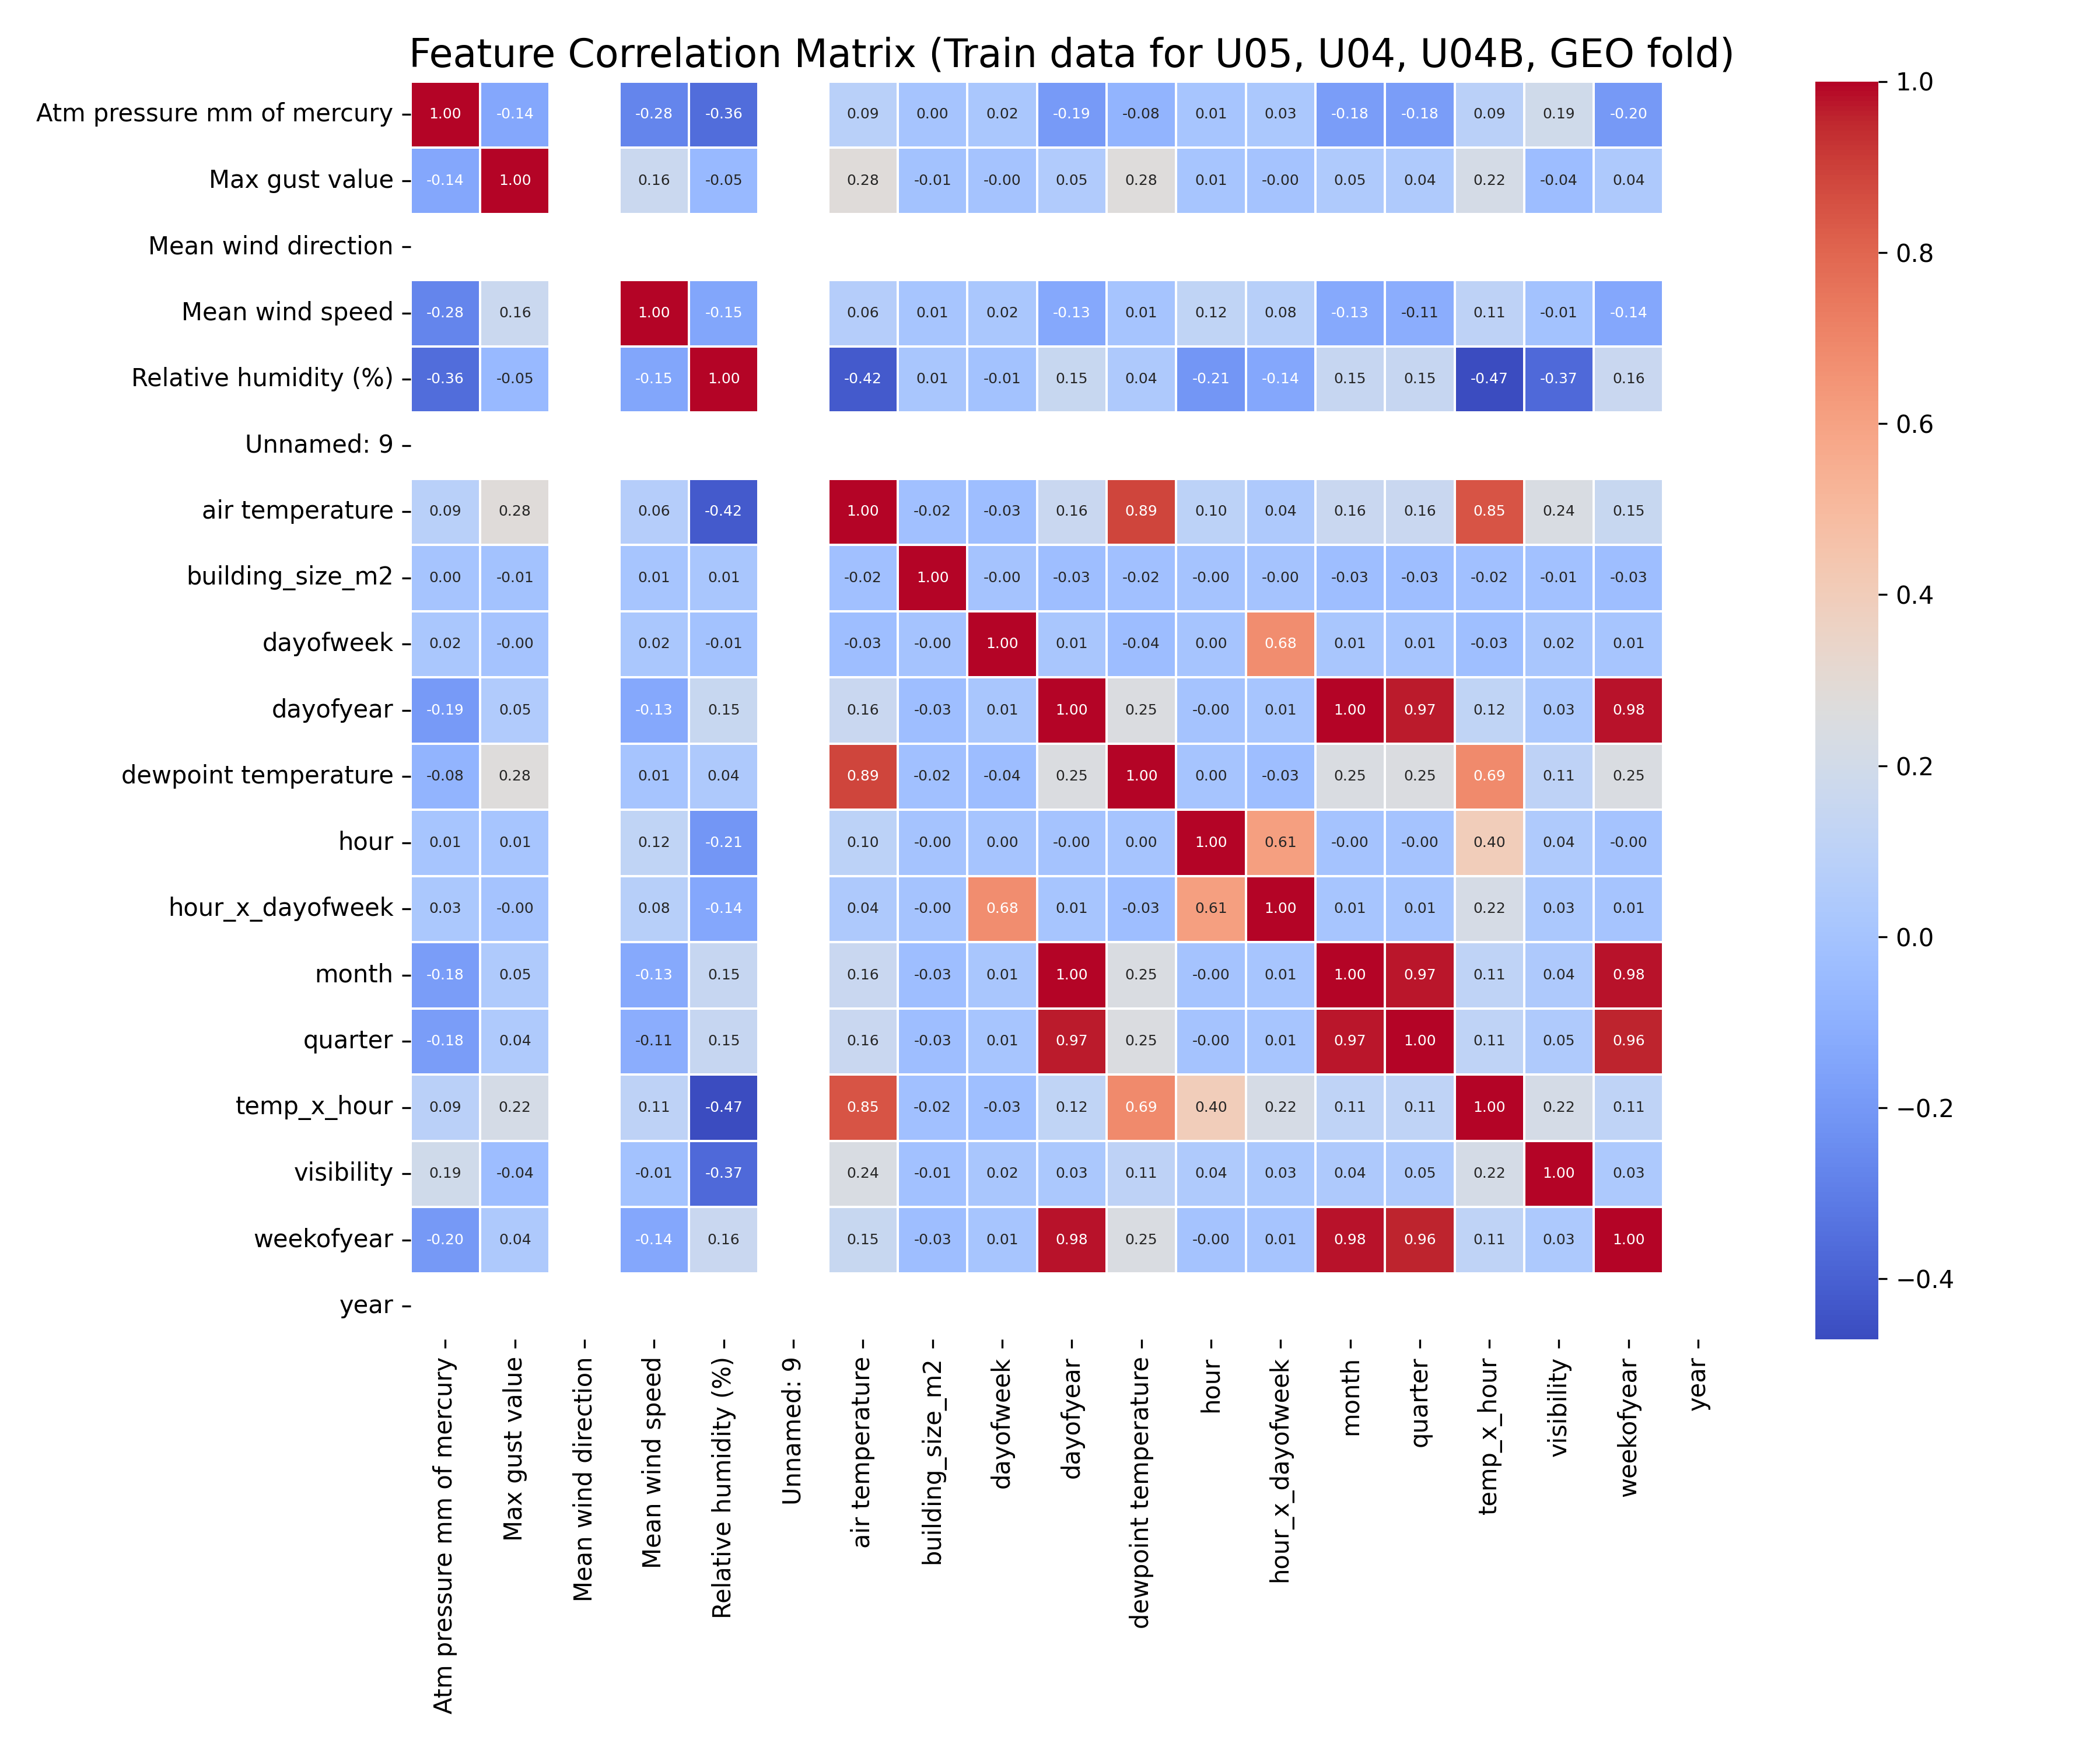 Feature Correlation Matrix (Train data for U05, U04, U04B, GEO fold)
Atm pressure mm of mercury 1.00 -0.14 -0.28 -0.36 0.09 0.00 0.02 -0.19 -0.08 0.01 0.03 -0.18 -0.18 0.09 0.19 -0.20
Max gust value -0.14 1.00 0.16 -0.05 0.28 -0.01 -0.00 0.05 0.28 0.01 -0.00 0.05 0.04 0.22 -0.04 0.04
Mean wind direction
Mean wind speed -0.28 0.16 1.00 -0.15 0.06 0.01 0.02 -0.13 0.01 0.12 0.08 -0.13 -0.11 0.11 -0.01 -0.14
Relative humidity (%) -0.36 -0.05 -0.15 1.00 -0.42 0.01 -0.01 0.15 0.04 -0.21 -0.14 0.15 0.15 -0.47 -0.37 0.16
Unnamed: 9
air temperature 0.09 0.28 0.06 -0.42 1.00 -0.02 -0.03 0.16 0.89 0.10 0.04 0.16 0.16 0.85 0.24 0.15
building_size_m2 0.00 -0.01 0.01 0.01 -0.02 1.00 -0.00 -0.03 -0.02 -0.00 -0.00 -0.03 -0.03 -0.02 -0.01 -0.03
dayofweek 0.02 -0.00 0.02 -0.01 -0.03 -0.00 1.00 0.01 -0.04 0.00 0.68 0.01 0.01 -0.03 0.02 0.01
dayofyear -0.19 0.05 -0.13 0.15 0.16 -0.03 0.01 1.00 0.25 -0.00 0.01 1.00 0.97 0.12 0.03 0.98
dewpoint temperature -0.08 0.28 0.01 0.04 0.89 -0.02 -0.04 0.25 1.00 0.00 -0.03 0.25 0.25 0.69 0.11 0.25
hour 0.01 0.01 0.12 -0.21 0.10 -0.00 0.00 -0.00 0.00 1.00 0.61 -0.00 -0.00 0.40 0.04 -0.00
hour_x_dayofweek 0.03 -0.00 0.08 -0.14 0.04 -0.00 0.68 0.01 -0.03 0.61 1.00 0.01 0.01 0.22 0.03 0.01
month -0.18 0.05 -0.13 0.15 0.16 -0.03 0.01 1.00 0.25 -0.00 0.01 1.00 0.97 0.11 0.04 0.98
quarter -0.18 0.04 -0.11 0.15 0.16 -0.03 0.01 0.97 0.25 -0.00 0.01 0.97 1.00 0.11 0.05 0.96
temp_x_hour 0.09 0.22 0.11 -0.47 0.85 -0.02 -0.03 0.12 0.69 0.40 0.22 0.11 0.11 1.00 0.22 0.11
visibility 0.19 -0.04 -0.01 -0.37 0.24 -0.01 0.02 0.03 0.11 0.04 0.03 0.04 0.05 0.22 1.00 0.03
weekofyear -0.20 0.04 -0.14 0.16 0.15 -0.03 0.01 0.98 0.25 -0.00 0.01 0.98 0.96 0.11 0.03 1.00
year
Atm pressure mm of mercury
Max gust value
Mean wind direction
Mean wind speed
Relative humidity (%)
Unnamed: 9
air temperature
building_size_m2
dayofweek
dayofyear
dewpoint temperature
hour
hour_x_dayofweek
month
quarter
temp_x_hour
visibility
weekofyear
year
1.0
0.8
0.6
0.4
0.2
0.0
−0.2
−0.4